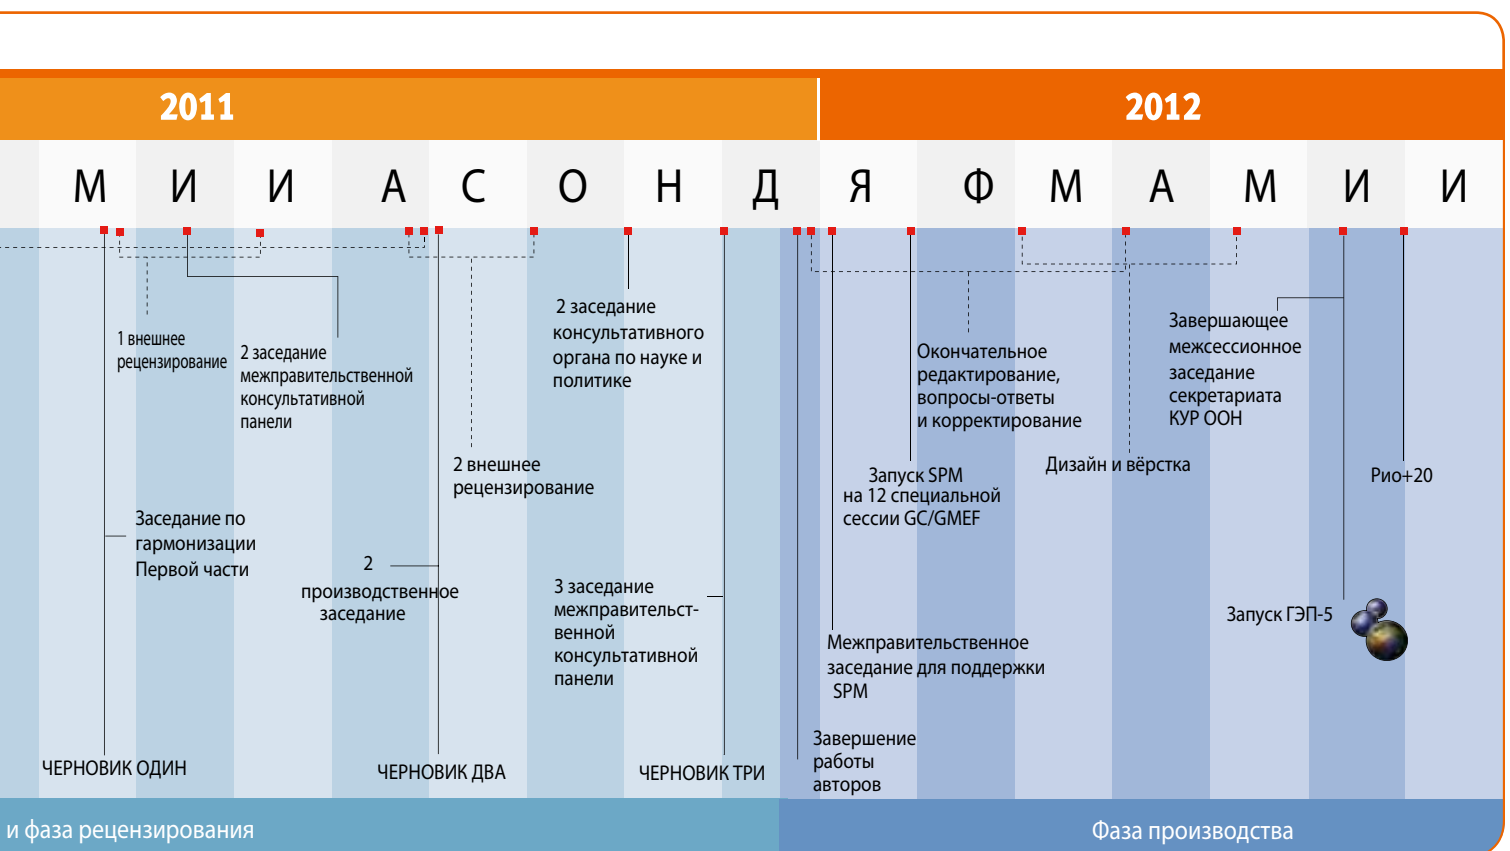 2011
2012
М И И А С О Н Д Я Ф М А М И И
1 внешнее
рецензирование
2 заседание
межправительственной
консультативной
панели
2 заседание
консультативного
органа по науке и
политике
Окончательное
редактирование,
вопросы-ответы
и корректирование
Завершающее
межсессионное
заседание
секретариата
КУР ООН
2 внешнее
рецензирование
Запуск SPM
на 12 специальной
сессии GC/GMEF
Дизайн и вёрстка
Рио+20
Заседание по
гармонизации
Первой части
2
производственное
заседание
3 заседание
межправительст-
венной
консультативной
панели
Межправительственное
заседание для поддержки
SPM
Запуск ГЭП-5
ЧЕРНОВИК ОДИН
ЧЕРНОВИК ДВА
ЧЕРНОВИК ТРИ
Завершение
работы
авторов
и фаза рецензирования
Фаза производства